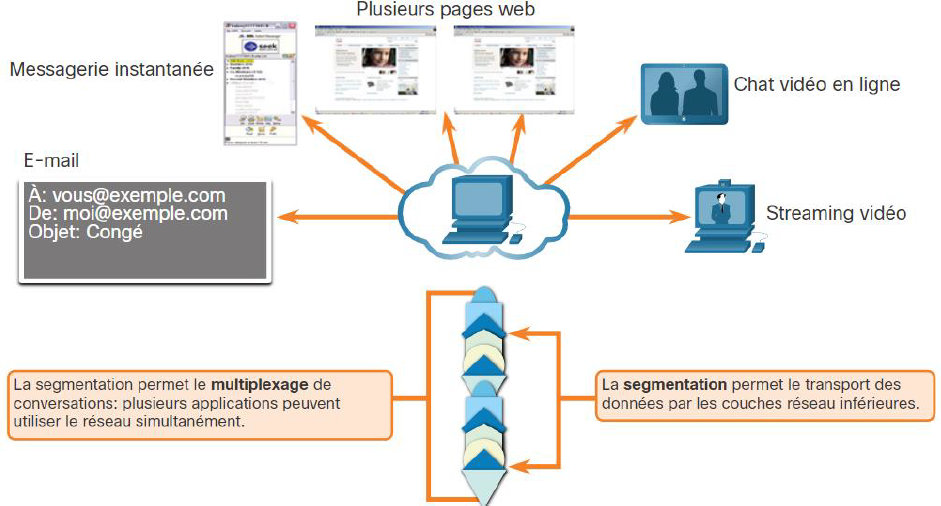 Plusieurs pages web
Messagerie instantanée
seek
Chat vidéo en ligne
E-mail
À: vous@exemple.com
De: moi@exemple.com
Objet: Congé
Streaming vidéo
La segmentation permet le multiplexage de
conversations: plusieurs applications peuvent
utiliser le réseau simultanément.
La segmentation permet le transport des
données par les couches réseau inférieures.